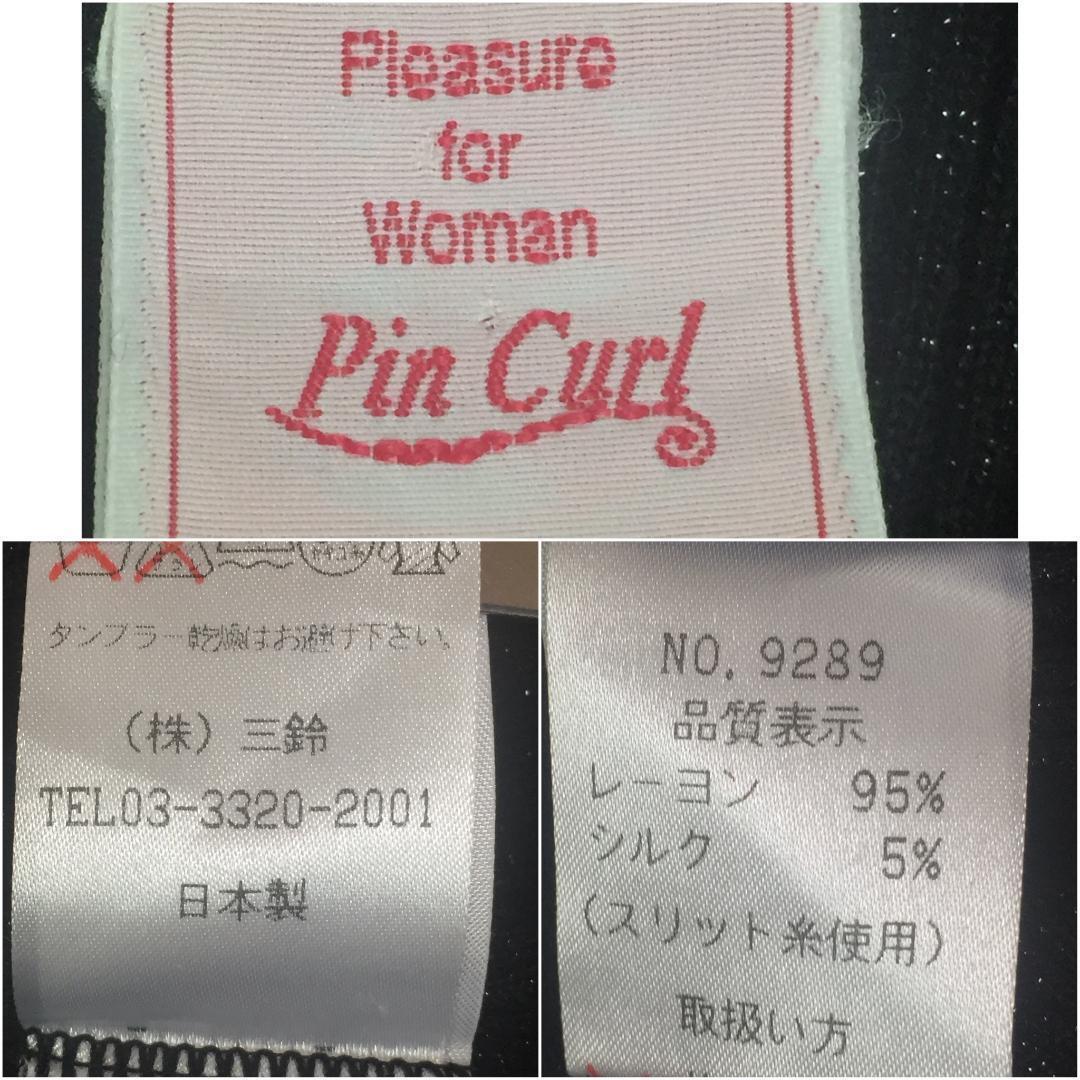 Pleasure
for
Woman
Pin Curl
タンブラー乾燥はお避け下さい。
(株)三鈴
TEL03-3320-2001
日本製
NO.9289
品質表示
レーヨン 95%
シルク 5%
(スリット糸使用)
取扱い方